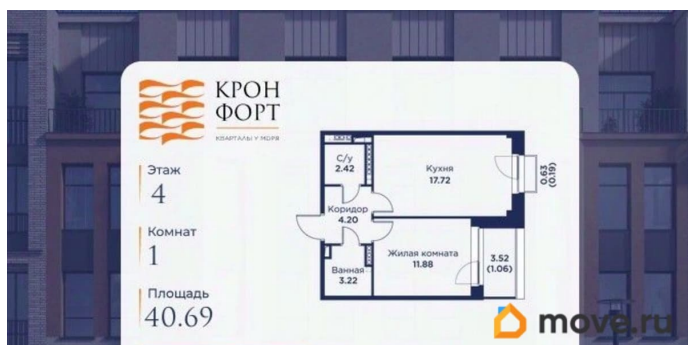 КРОН
ФОРТ
КВАРТАЛЫ У МОРЯ
Этаж
4
Комнат
1
Площадь
40.69
С/у
2.42
Кухня
17.72
0.63
(0.19)
Коридор
4.20
Жилая комната
11.88
3.52
(1.06)
Ванная
3.22
move.ru